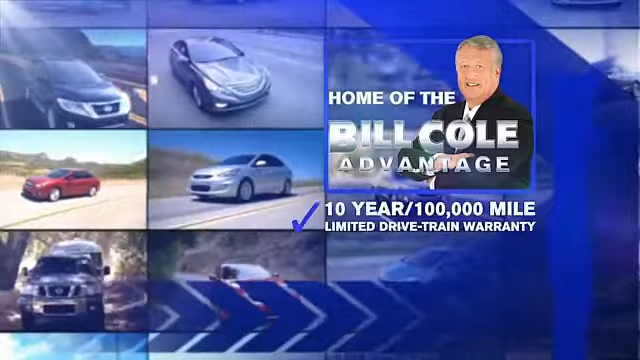 HOME OF THE
BILL COLE
ADVANTAGE
10 YEAR/100,000 MILE
LIMITED DRIVE-TRAIN WARRANTY